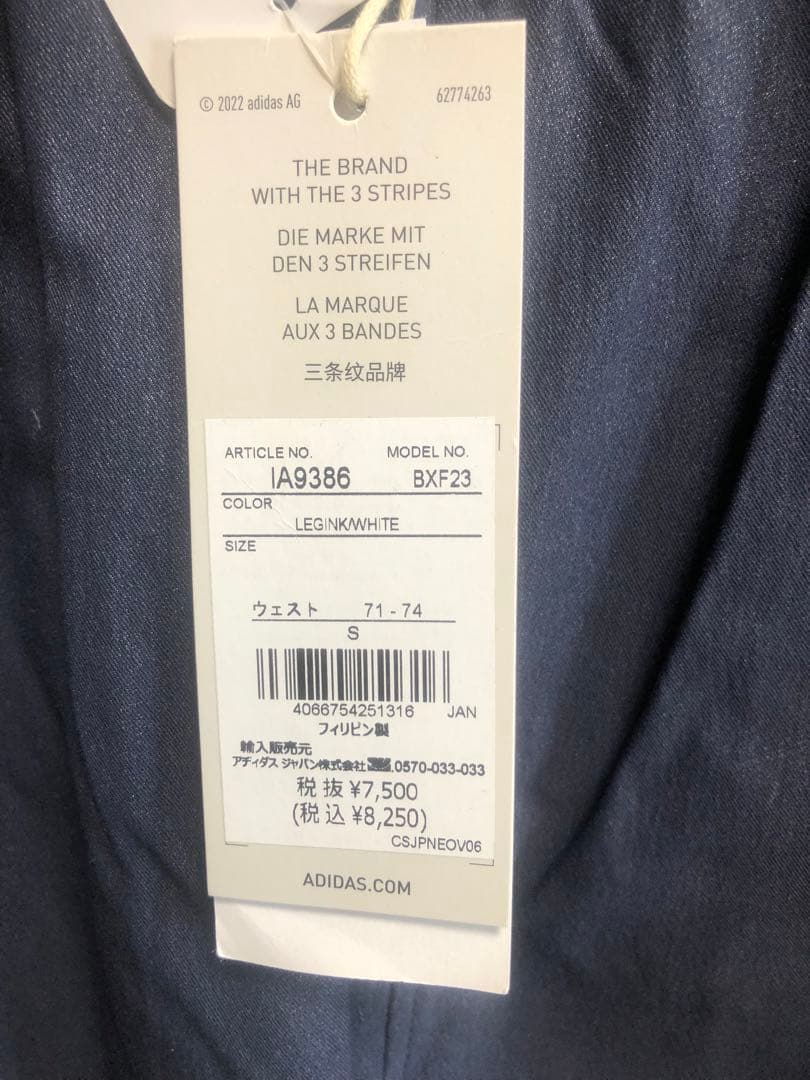 © 2022 adidas AG 62774263
THE BRAND
WITH THE 3 STRIPES
DIE MARKE MIT
DEN 3 STREIFEN
LA MARQUE
AUX 3 BANDES
三条纹品牌
ARTICLE NO. MODEL NO.
IA9386 BXF23
COLOR
LEGINK/WHITE
SIZE
ウェスト 71 - 74
S
4066754251316 JAN
フィリピン製
輸入販売元
アディダス ジャパン株式会社 .0570-033-033
税抜 ¥7,500
(税込 ¥8,250)
CSJPNEOV06
ADIDAS.COM